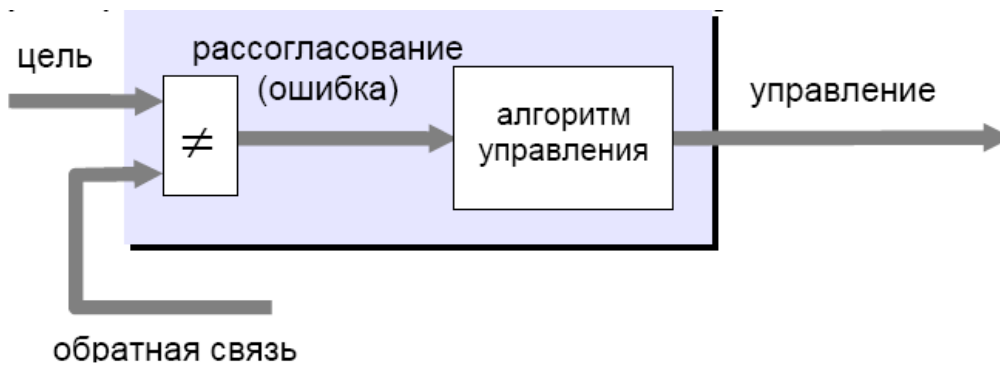 цель
рассогласование
(ошибка)
≠
алгоритм
управления
управление
обратная связь